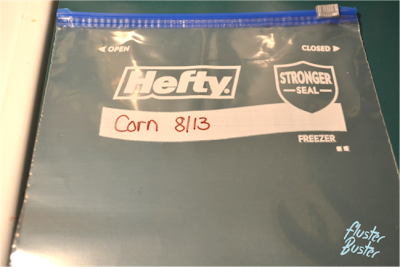 ◀OPEN CLOSED▶
Hefty.
STRONGER
SEAL
Corn 8/13
FREEZER
fluster
Buster